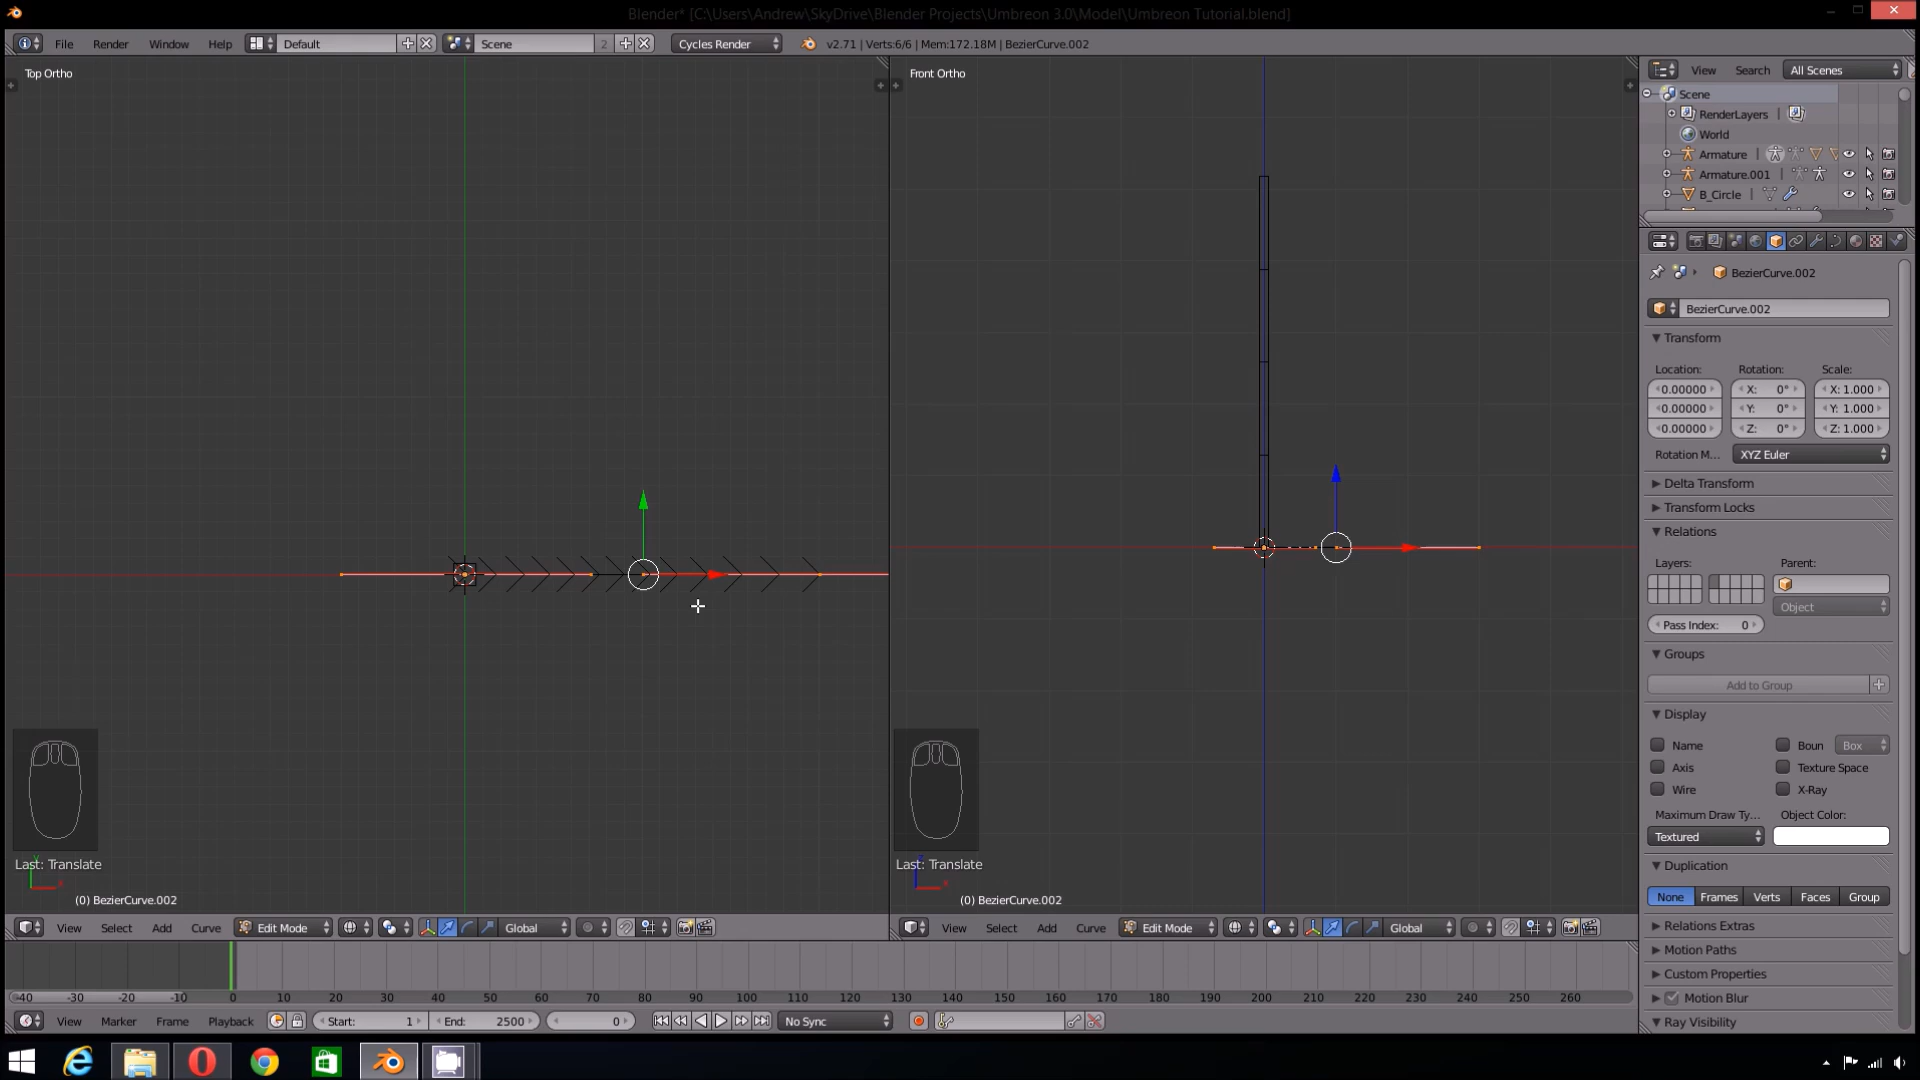 Blender* [C:\Users\Andrew\SkyDrive\Blender Projects\Umbreon 3.0\Model\Umbreon Tutorial.blend]
File Render Window Help Default Scene 2 Cycles Render v2.71 | Verts:6/6 | Mem:172.18M | BezierCurve.002
Top Ortho
Front Ortho
View Search All Scenes
Scene
RenderLayers
World
Armature
Armature.001
B_Circle
BezierCurve.002
BezierCurve.002
Transform
Location: Rotation: Scale:
0.00000 X: 0° X: 1.000
0.00000 Y: 0° Y: 1.000
0.00000 Z: 0° Z: 1.000
Rotation M... XYZ Euler
Delta Transform
Transform Locks
Relations
Layers: Parent:
Object
Pass Index: 0
Groups
Add to Group
Display
Name Boun Box
Axis Texture Space
Wire X-Ray
Maximum Draw Ty... Object Color:
Textured
Duplication
None Frames Verts Faces Group
Relations Extras
Motion Paths
Custom Properties
Motion Blur
Ray Visibility
Last: Translate
(0) BezierCurve.002
Last: Translate
(0) BezierCurve.002
View Select Add Curve Edit Mode Global
View Select Add Curve Edit Mode Global
-40 -30 -20 -10 0 10 20 30 40 50 60 70 80 90 100 110 120 130 140 150 160 170 180 190 200 210 220 230 240 250 260
View Marker Frame Playback Start: 1 End: 2500 0 No Sync